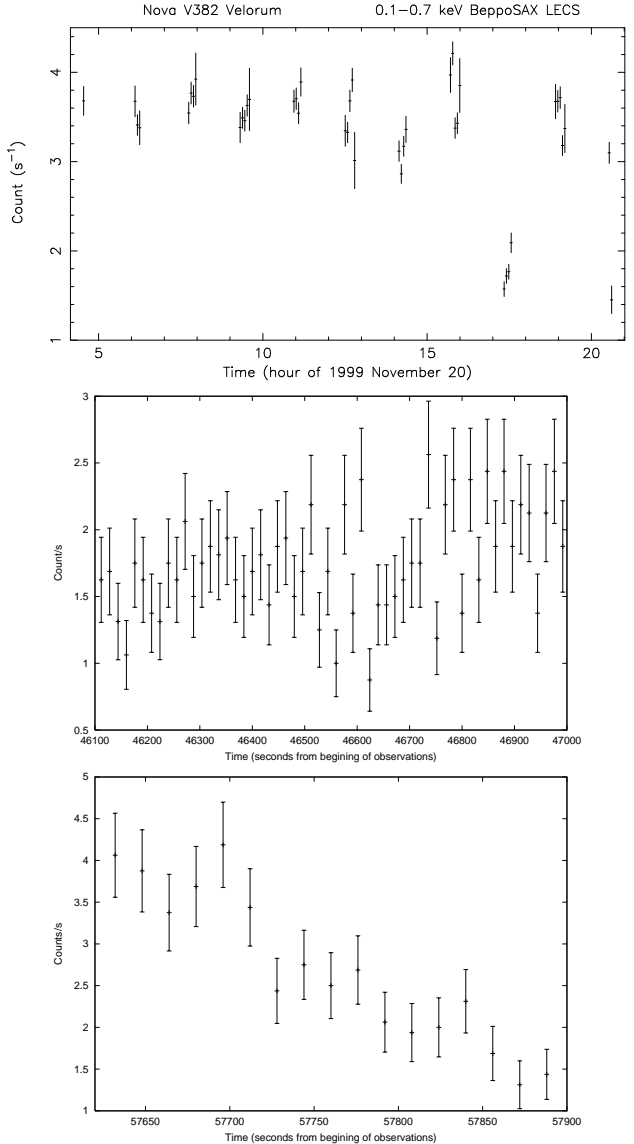 Nova V382 Velorum 0.1−0.7 keV BeppoSAX LECS
4
3
2
1
Count (s−1)
5 10 15 20
Time (hour of 1999 November 20)
3
2.5
2
1.5
1
0.5
Count/s
46100 46200 46300 46400 46500 46600 46700 46800 46900 47000
Time (seconds from begining of observations)
5
4.5
4
3.5
3
2.5
2
1.5
1
Counts/s
57650 57700 57750 57800 57850 57900
Time (seconds from begining of observations)